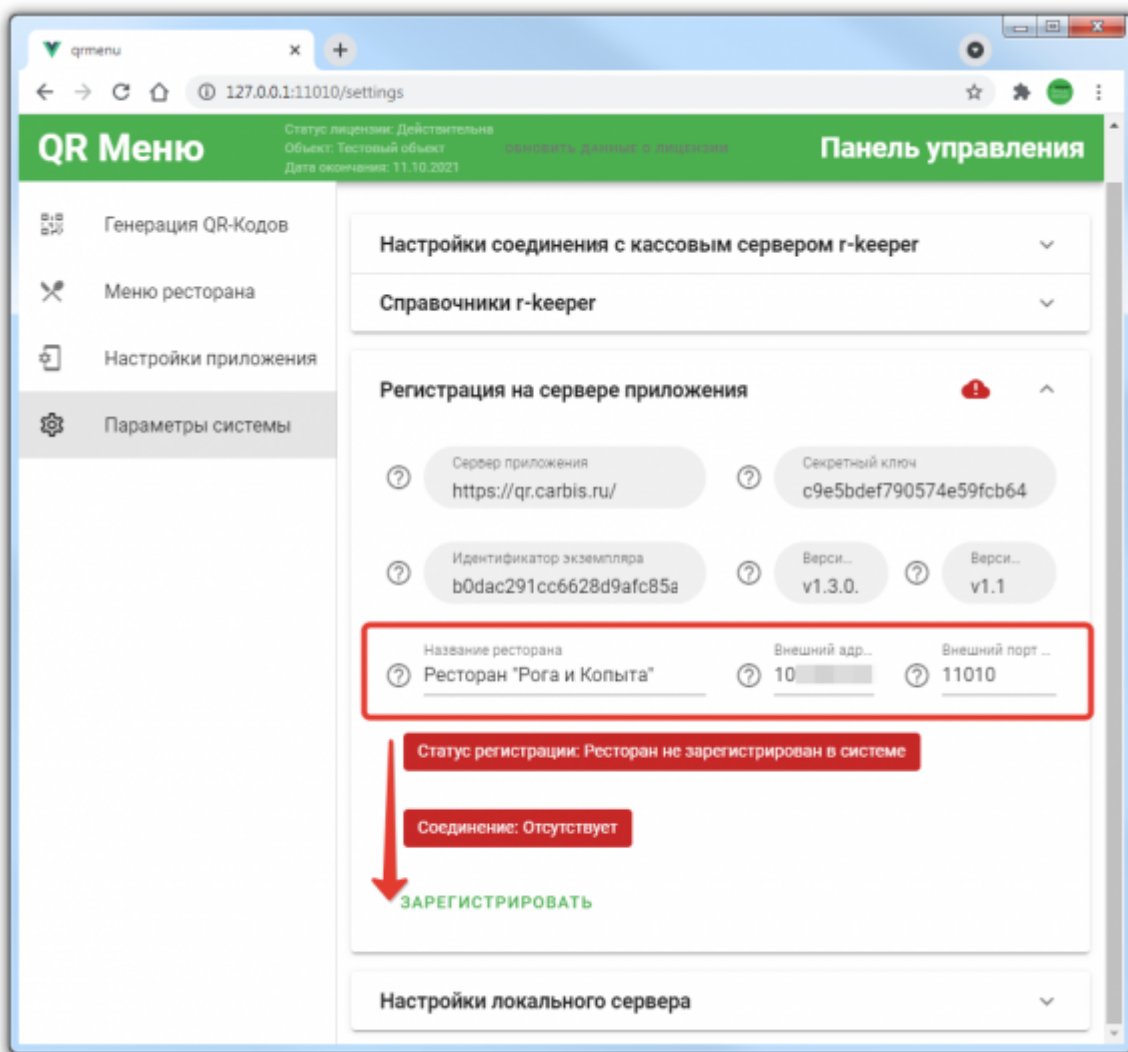 qrmenu
127.0.0.1:11010/settings
QR Меню
Статус лицензии: Действительна
Объект: Тестовый объект
Дата окончания: 11.10.2021
ОБНОВИТЬ ДАННЫЕ О ЛИЦЕНЗИИ
Панель управления
Генерация QR-Кодов
Меню ресторана
Настройки приложения
Параметры системы
Настройки соединения с кассовым сервером r-keeper
Справочники r-keeper
Регистрация на сервере приложения
Сервер приложения
https://qr.carbis.ru/
Секретный ключ
c9e5bdef790574e59fcb64
Идентификатор экземпляра
b0dac291cc6628d9afc85a
Верси...
v1.3.0.
Верси...
v1.1
Название ресторана
Ресторан "Рога и Копыта"
Внешний адр...
10
Внешний порт ...
11010
Статус регистрации: Ресторан не зарегистрирован в системе
Соединение: Отсутствует
ЗАРЕГИСТРИРОВАТЬ
Настройки локального сервера